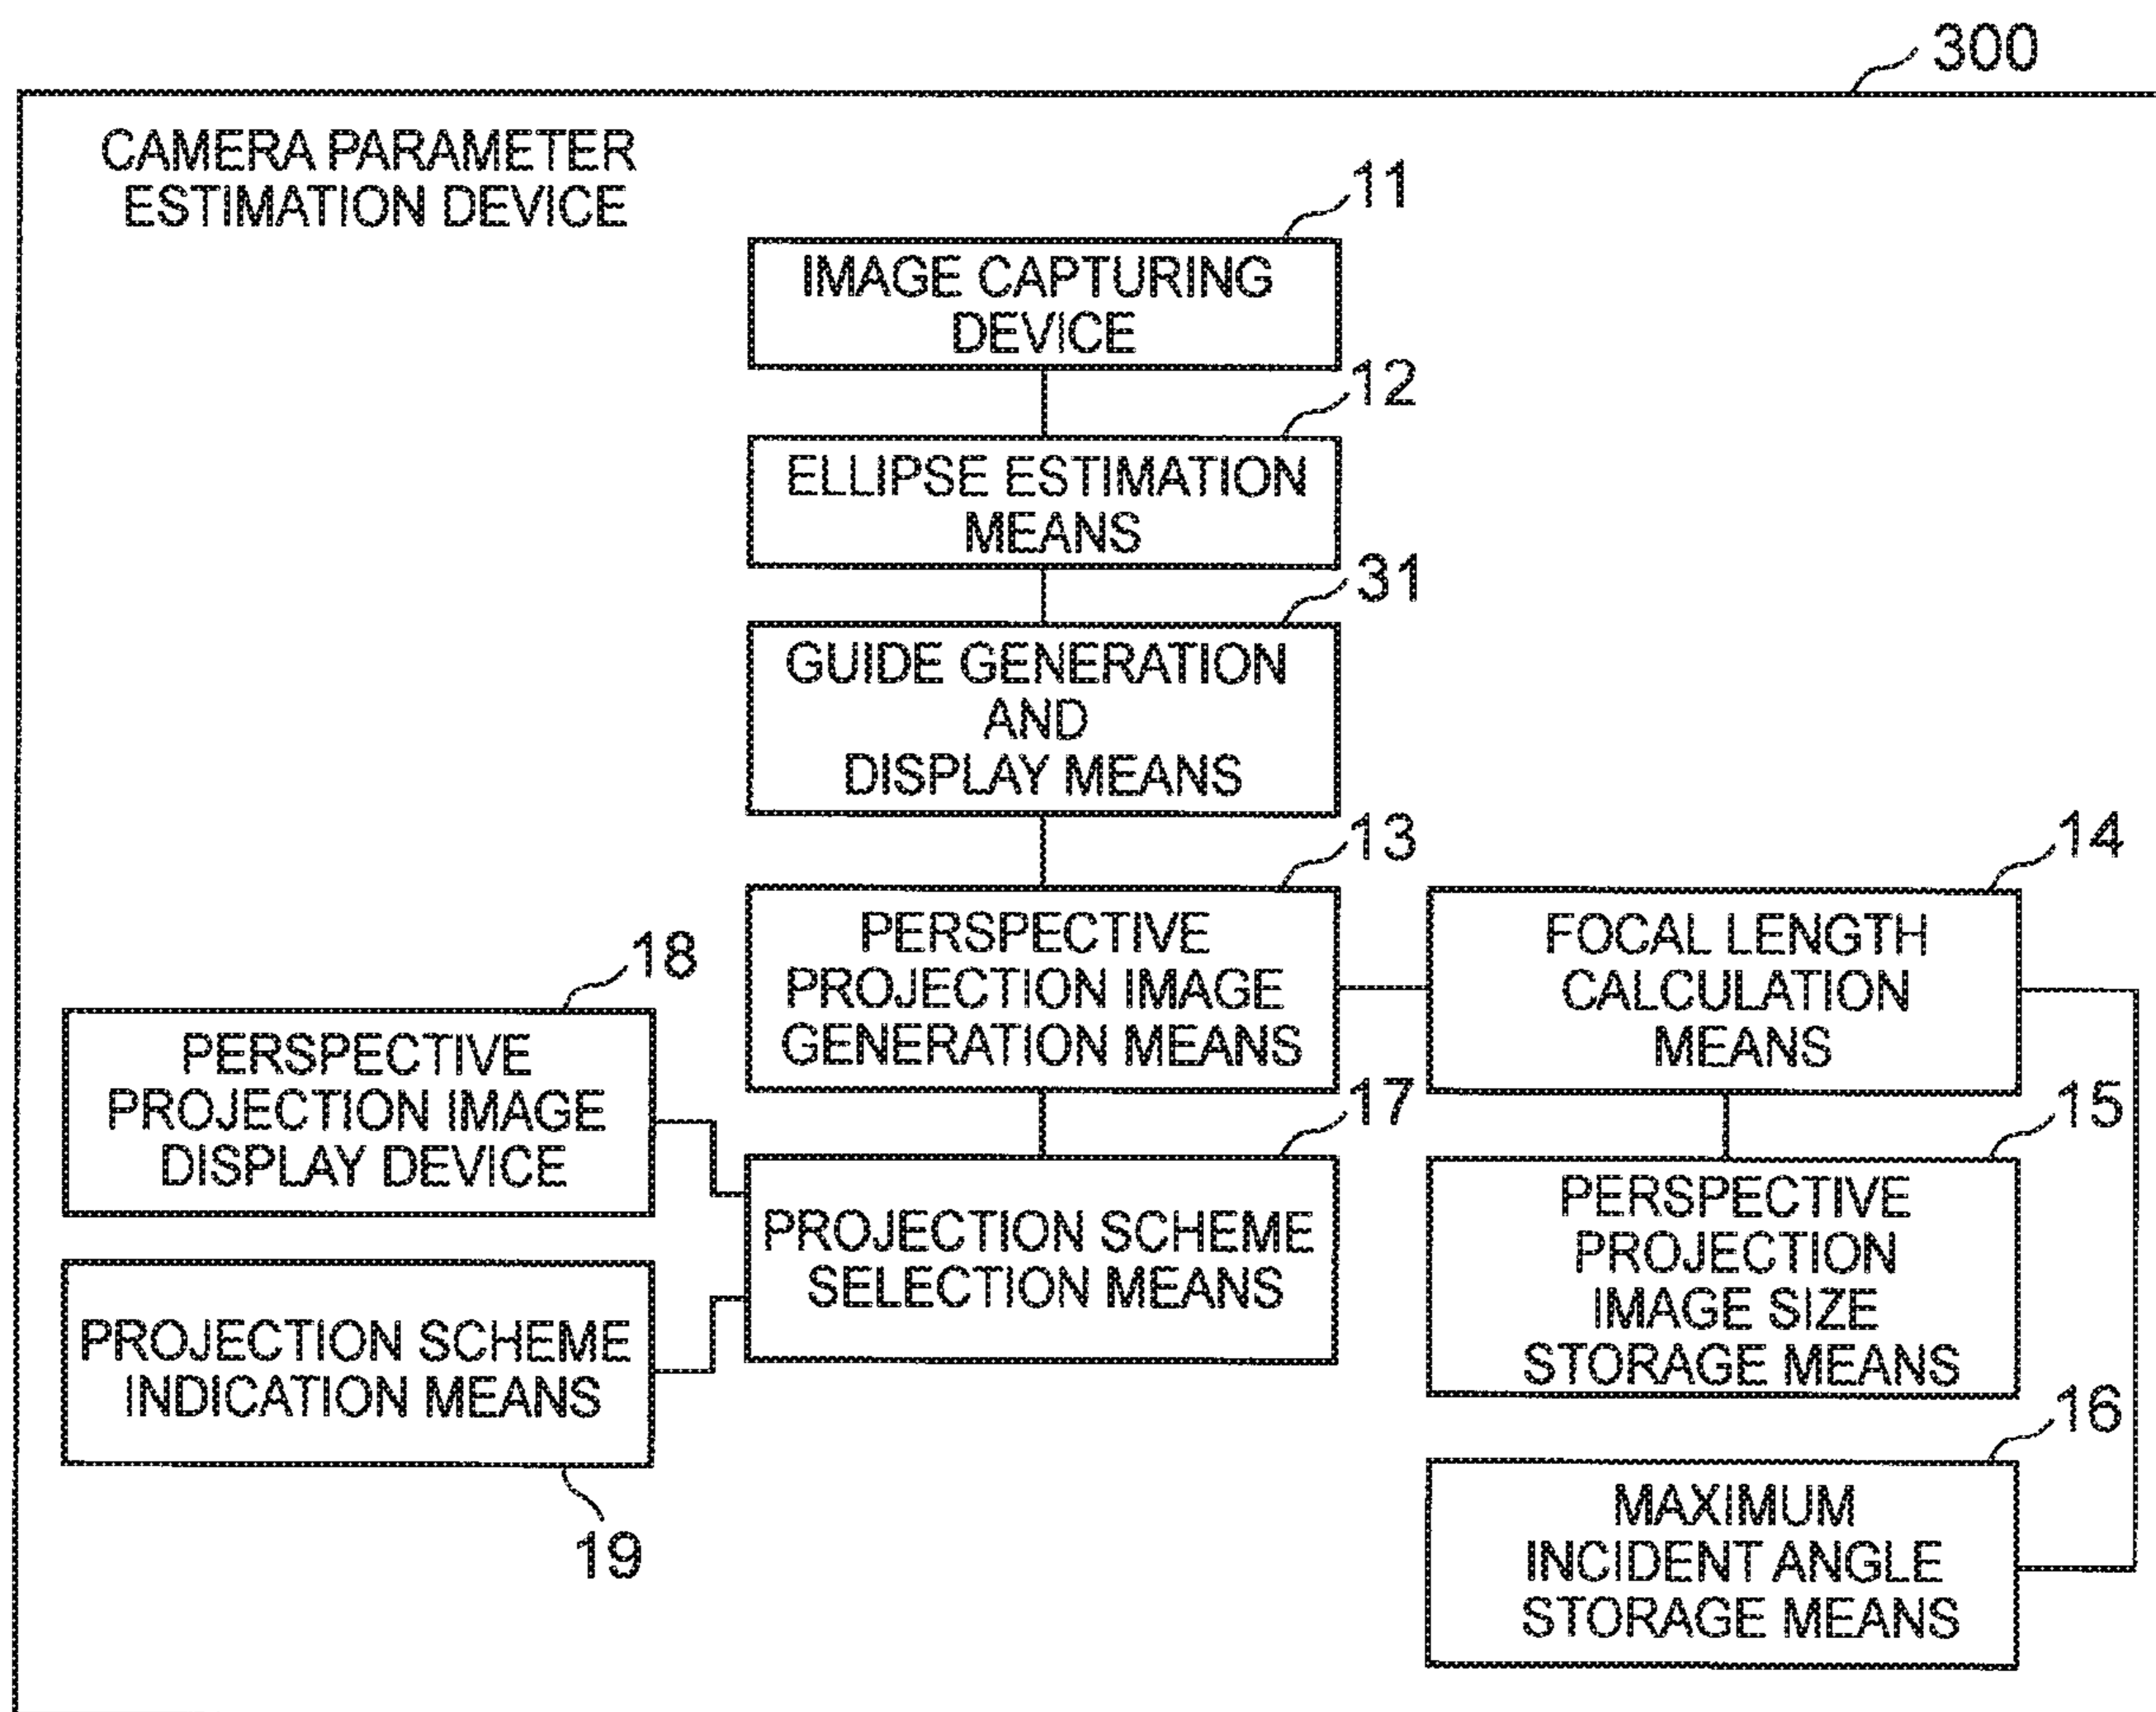 300
CAMERA PARAMETER
ESTIMATION DEVICE
11
IMAGE CAPTURING
DEVICE
12
ELLIPSE ESTIMATION
MEANS
31
GUIDE GENERATION
AND
DISPLAY MEANS
13
PERSPECTIVE
PROJECTION IMAGE
GENERATION MEANS
14
FOCAL LENGTH
CALCULATION
MEANS
18
PERSPECTIVE
PROJECTION IMAGE
DISPLAY DEVICE
17
PROJECTION SCHEME
SELECTION MEANS
15
PERSPECTIVE
PROJECTION
IMAGE SIZE
STORAGE MEANS
PROJECTION SCHEME
INDICATION MEANS
19
16
MAXIMUM
INCIDENT ANGLE
STORAGE MEANS